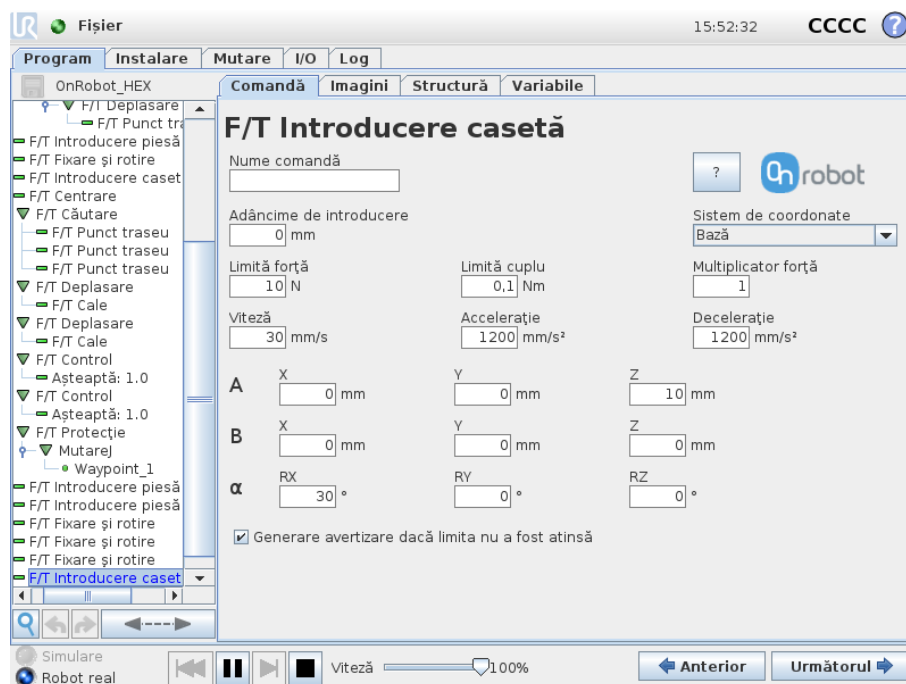 Fișier 15:52:32 CCCC ?
Program Instalare Mutare I/O Log
OnRobot_HEX
Comandă Imagini Structură Variabile
F/T Deplasare
F/T Punct tra
F/T Introducere piesă
F/T Fixare și rotire
F/T Introducere caset
F/T Centrare
F/T Căutare
F/T Punct traseu
F/T Punct traseu
F/T Punct traseu
F/T Deplasare
F/T Cale
F/T Deplasare
F/T Cale
F/T Control
Așteaptă: 1.0
F/T Control
Așteaptă: 1.0
F/T Protecție
MutareJ
Waypoint_1
F/T Introducere piesă
F/T Introducere piesă
F/T Fixare și rotire
F/T Fixare și rotire
F/T Fixare și rotire
F/T Introducere caset
F/T Introducere casetă
Nume comandă
? On robot
Adâncime de introducere Sistem de coordonate
0 mm Bază
Limită forță Limită cuplu Multiplicator forță
10 N 0,1 Nm 1
Viteză Accelerație Decelerație
30 mm/s 1200 mm/s² 1200 mm/s²
X Y Z
A 0 mm 0 mm 10 mm
X Y Z
B 0 mm 0 mm 0 mm
RX RY RZ
α 30 ° 0 ° 0 °
Generare avertizare dacă limita nu a fost atinsă
Simulare
Robot real
Viteză 100%
Anterior Următorul